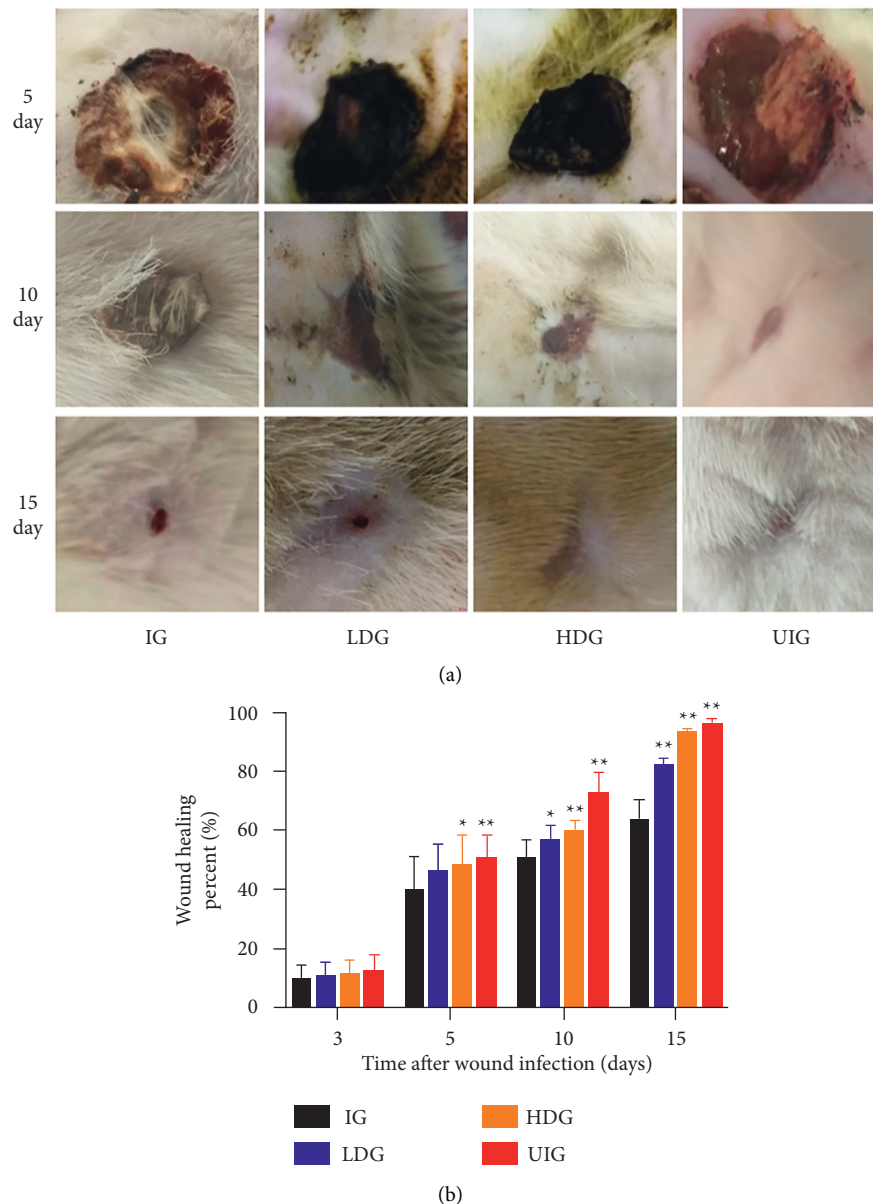 5
day
10
day
15
day
IG LDG HDG UIG
(a)
Wound healing
percent (%)
100
80
60
40
20
0
* **
* ** **
** ** **
3 5 10 15
Time after wound infection (days)
IG HDG
LDG UIG
(b)